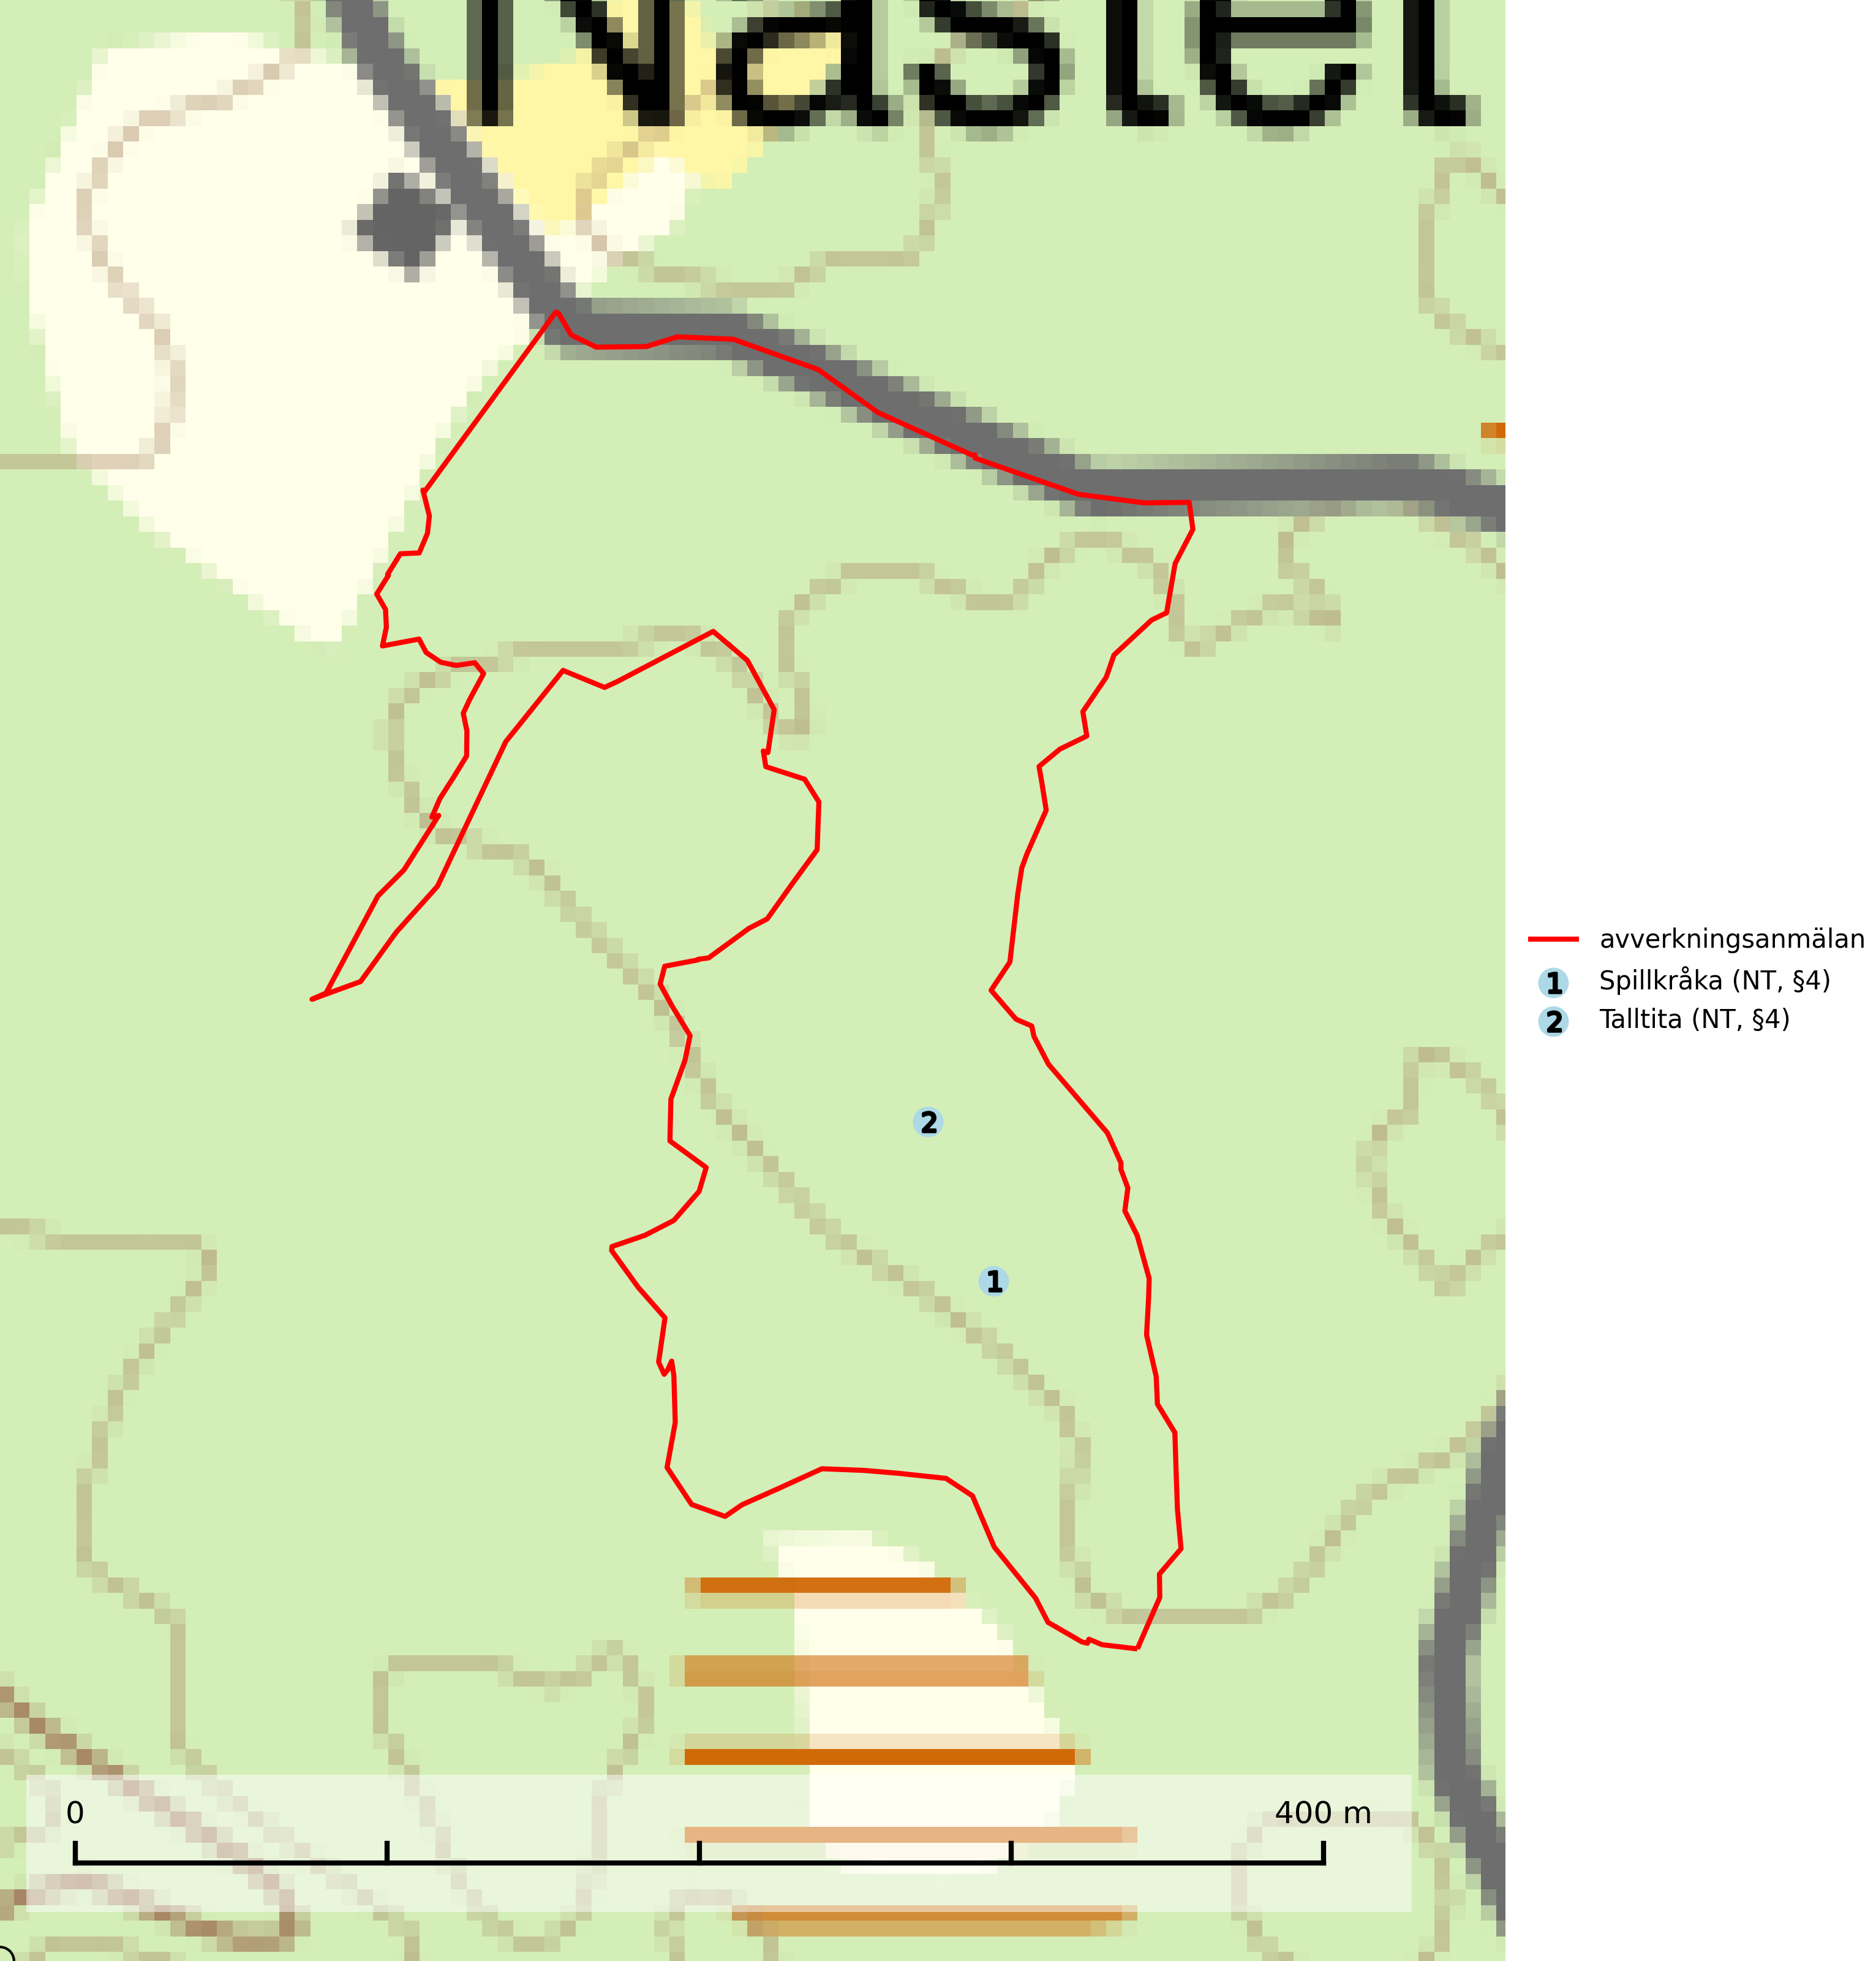 avverkningsanmälan
1 Spillkråka (NT, §4)
2 Talltita (NT, §4)
2
1
0 400 m